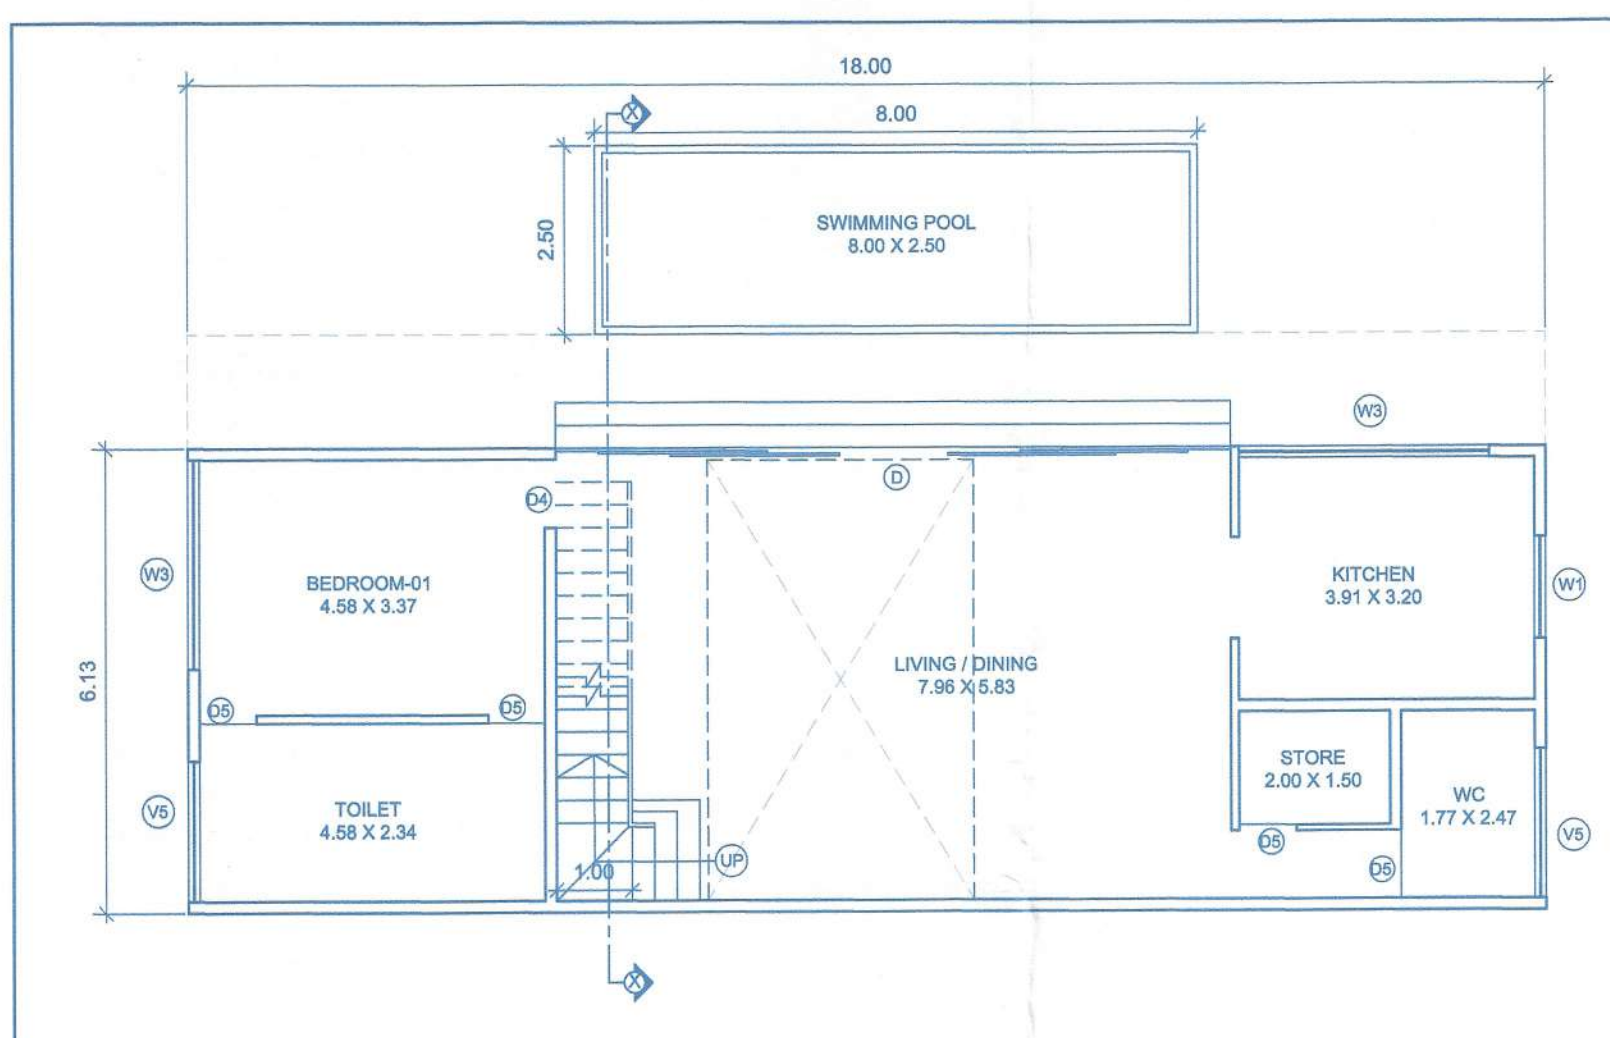 18.00
X
8.00
2.50
SWIMMING POOL
8.00 X 2.50
W3
D
D4
W3
BEDROOM-01
4.58 X 3.37
KITCHEN
3.91 X 3.20
W1
6.13
LIVING / DINING
7.96 X 5.83
D5
D5
STORE
2.00 X 1.50
WC
1.77 X 2.47
V5
TOILET
4.58 X 2.34
V5
D5
UP
1.00
D5
X